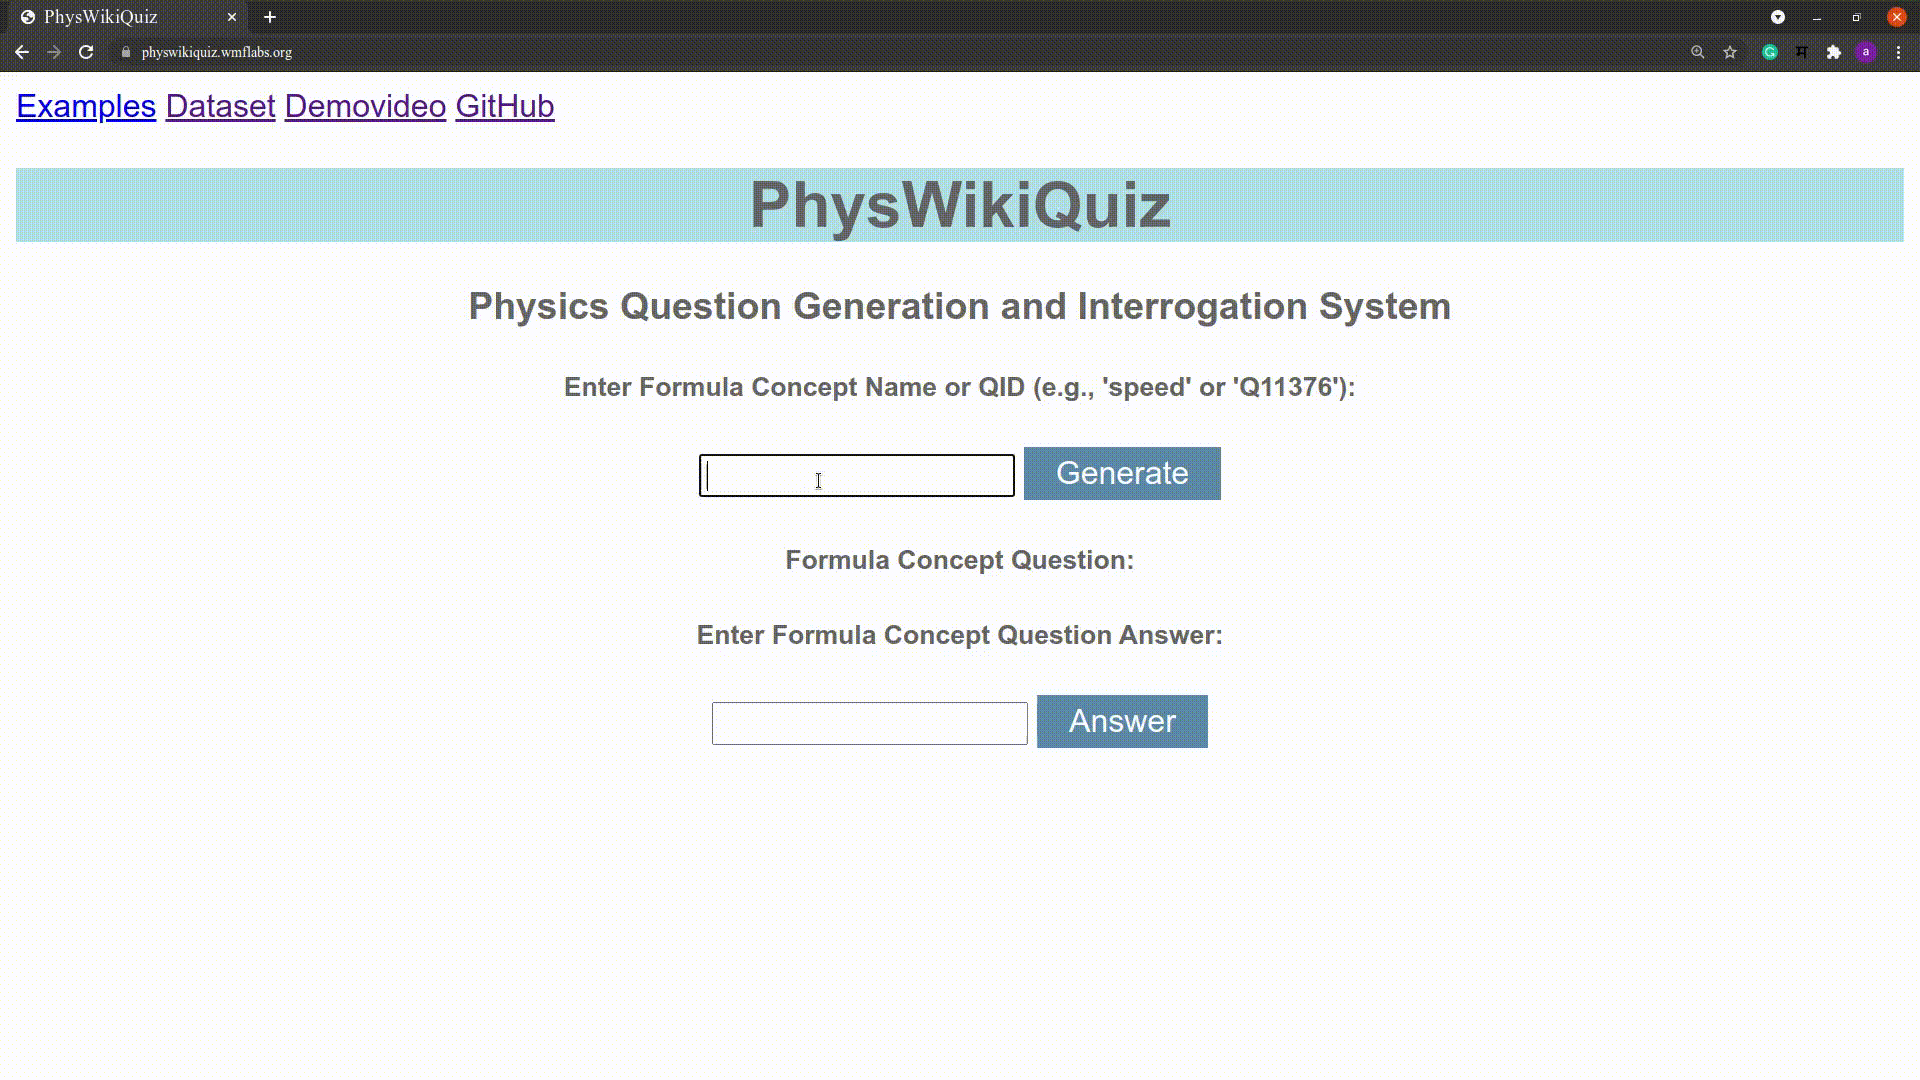 PhysWikiQuiz
physwikiquiz.wmflabs.org
a
Examples Dataset Demovideo GitHub
PhysWikiQuiz
Physics Question Generation and Interrogation System
Enter Formula Concept Name or QID (e.g., 'speed' or 'Q11376'):
Generate
Formula Concept Question:
Enter Formula Concept Question Answer:
Answer